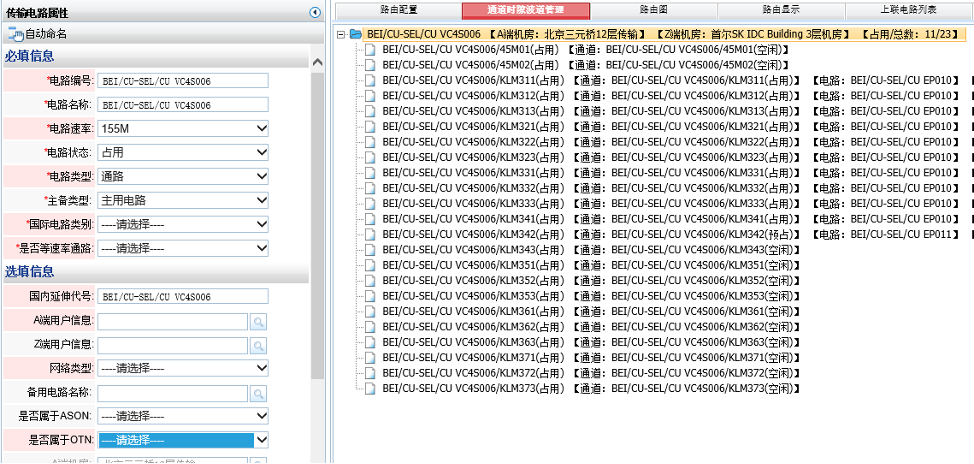 传输电路属性
自动命名
必填信息
*电路编号: BEI/CU-SEL/CU VC4S006
*电路名称: BEI/CU-SEL/CU VC4S006
*电路速率: 155M
*电路状态: 占用
*电路类型: 通路
*主备类型: 主用电路
*国际电路类别: ----请选择----
*是否等速率通路: ----请选择----
选填信息
国内延伸代号: BEI/CU-SEL/CU VC4S006
A端用户信息:
Z端用户信息:
网络类型: ----请选择----
备用电路名称:
是否属于ASON: ----请选择----
是否属于OTN: ----请选择----
A端机房: 北京三元桥12层传输
路由配置 通道时隙波道管理 路由图 路由显示 上联电路列表
BEI/CU-SEL/CU VC4S006 【A端机房: 北京三元桥12层传输】 【Z端机房: 首尔SK IDC Building 3层机房】 【占用/总数: 11/23】
BEI/CU-SEL/CU VC4S006/45M01(占用) 【通道: BEI/CU-SEL/CU VC4S006/45M01(空闲)】
BEI/CU-SEL/CU VC4S006/45M02(占用) 【通道: BEI/CU-SEL/CU VC4S006/45M02(空闲)】
BEI/CU-SEL/CU VC4S006/KLM311(占用) 【通道: BEI/CU-SEL/CU VC4S006/KLM311(占用)】 【电路: BEI/CU-SEL/CU EP010】 【
BEI/CU-SEL/CU VC4S006/KLM312(占用) 【通道: BEI/CU-SEL/CU VC4S006/KLM312(占用)】 【电路: BEI/CU-SEL/CU EP010】 【
BEI/CU-SEL/CU VC4S006/KLM313(占用) 【通道: BEI/CU-SEL/CU VC4S006/KLM313(占用)】 【电路: BEI/CU-SEL/CU EP010】 【
BEI/CU-SEL/CU VC4S006/KLM321(占用) 【通道: BEI/CU-SEL/CU VC4S006/KLM321(占用)】 【电路: BEI/CU-SEL/CU EP010】 【
BEI/CU-SEL/CU VC4S006/KLM322(占用) 【通道: BEI/CU-SEL/CU VC4S006/KLM322(占用)】 【电路: BEI/CU-SEL/CU EP010】 【
BEI/CU-SEL/CU VC4S006/KLM323(占用) 【通道: BEI/CU-SEL/CU VC4S006/KLM323(占用)】 【电路: BEI/CU-SEL/CU EP010】 【
BEI/CU-SEL/CU VC4S006/KLM331(占用) 【通道: BEI/CU-SEL/CU VC4S006/KLM331(占用)】 【电路: BEI/CU-SEL/CU EP010】 【
BEI/CU-SEL/CU VC4S006/KLM332(占用) 【通道: BEI/CU-SEL/CU VC4S006/KLM332(占用)】 【电路: BEI/CU-SEL/CU EP010】 【
BEI/CU-SEL/CU VC4S006/KLM333(占用) 【通道: BEI/CU-SEL/CU VC4S006/KLM333(占用)】 【电路: BEI/CU-SEL/CU EP010】 【
BEI/CU-SEL/CU VC4S006/KLM341(占用) 【通道: BEI/CU-SEL/CU VC4S006/KLM341(占用)】 【电路: BEI/CU-SEL/CU EP010】 【
BEI/CU-SEL/CU VC4S006/KLM342(占用) 【通道: BEI/CU-SEL/CU VC4S006/KLM342(预占)】 【电路: BEI/CU-SEL/CU EP011】 【
BEI/CU-SEL/CU VC4S006/KLM343(占用) 【通道: BEI/CU-SEL/CU VC4S006/KLM343(空闲)】
BEI/CU-SEL/CU VC4S006/KLM351(占用) 【通道: BEI/CU-SEL/CU VC4S006/KLM351(空闲)】
BEI/CU-SEL/CU VC4S006/KLM352(占用) 【通道: BEI/CU-SEL/CU VC4S006/KLM352(空闲)】
BEI/CU-SEL/CU VC4S006/KLM353(占用) 【通道: BEI/CU-SEL/CU VC4S006/KLM353(空闲)】
BEI/CU-SEL/CU VC4S006/KLM361(占用) 【通道: BEI/CU-SEL/CU VC4S006/KLM361(空闲)】
BEI/CU-SEL/CU VC4S006/KLM362(占用) 【通道: BEI/CU-SEL/CU VC4S006/KLM362(空闲)】
BEI/CU-SEL/CU VC4S006/KLM363(占用) 【通道: BEI/CU-SEL/CU VC4S006/KLM363(空闲)】
BEI/CU-SEL/CU VC4S006/KLM371(占用) 【通道: BEI/CU-SEL/CU VC4S006/KLM371(空闲)】
BEI/CU-SEL/CU VC4S006/KLM372(占用) 【通道: BEI/CU-SEL/CU VC4S006/KLM372(空闲)】
BEI/CU-SEL/CU VC4S006/KLM373(占用) 【通道: BEI/CU-SEL/CU VC4S006/KLM373(空闲)】